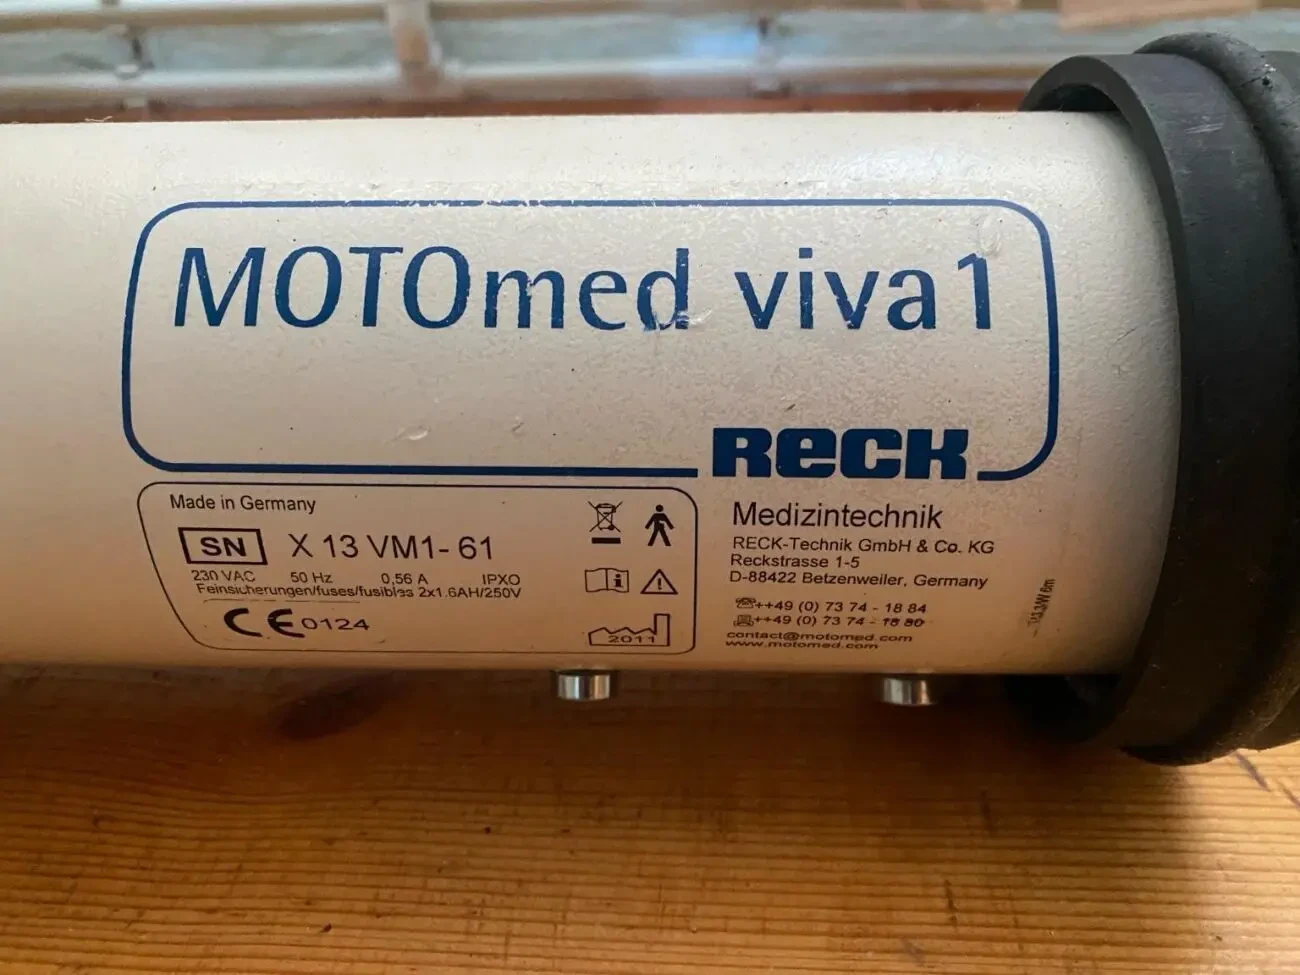 MOTOmed viva1
RECK
Made in Germany
SN X 13 VM1-61
230 VAC 50 Hz 0,56 A IPXO
Feinsicherungen/fuses/fusibles 2x1.6AH/250V
CE 0124
2011
Medizintechnik
RECK-Technik GmbH & Co. KG
Reckstrasse 1-5
D-88422 Betzenweiler, Germany
☎++49 (0) 73 74 - 18 84
++49 (0) 73 74 - 18 80
contact@motomed.com
www.motomed.com